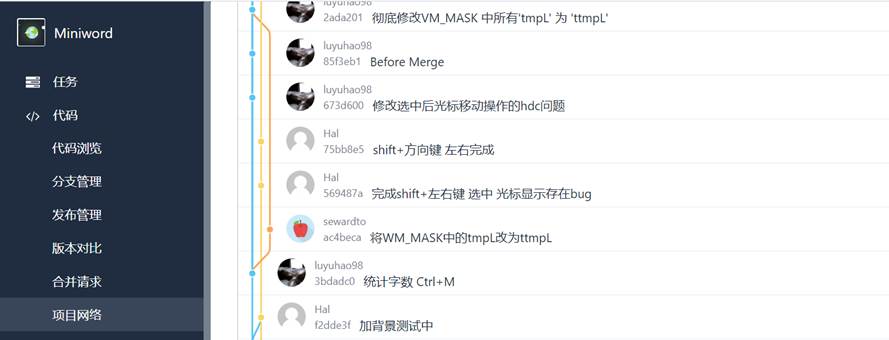 Miniword
任务
代码
代码浏览
分支管理
发布管理
版本对比
合并请求
项目网络
luyuhao98
2ada201 彻底修改VM_MASK 中所有'tmpL' 为 'ttmpL'
luyuhao98
85f3eb1 Before Merge
luyuhao98
673d600 修改选中后光标移动操作的hdc问题
Hal
75bb8e5 shift+方向键 左右完成
Hal
569487a 完成shift+左右键 选中 光标显示存在bug
sewardto
ac4beca 将WM_MASK中的tmpL改为ttmpL
luyuhao98
3bdadc0 统计字数 Ctrl+M
Hal
f2dde3f 加背景测试中